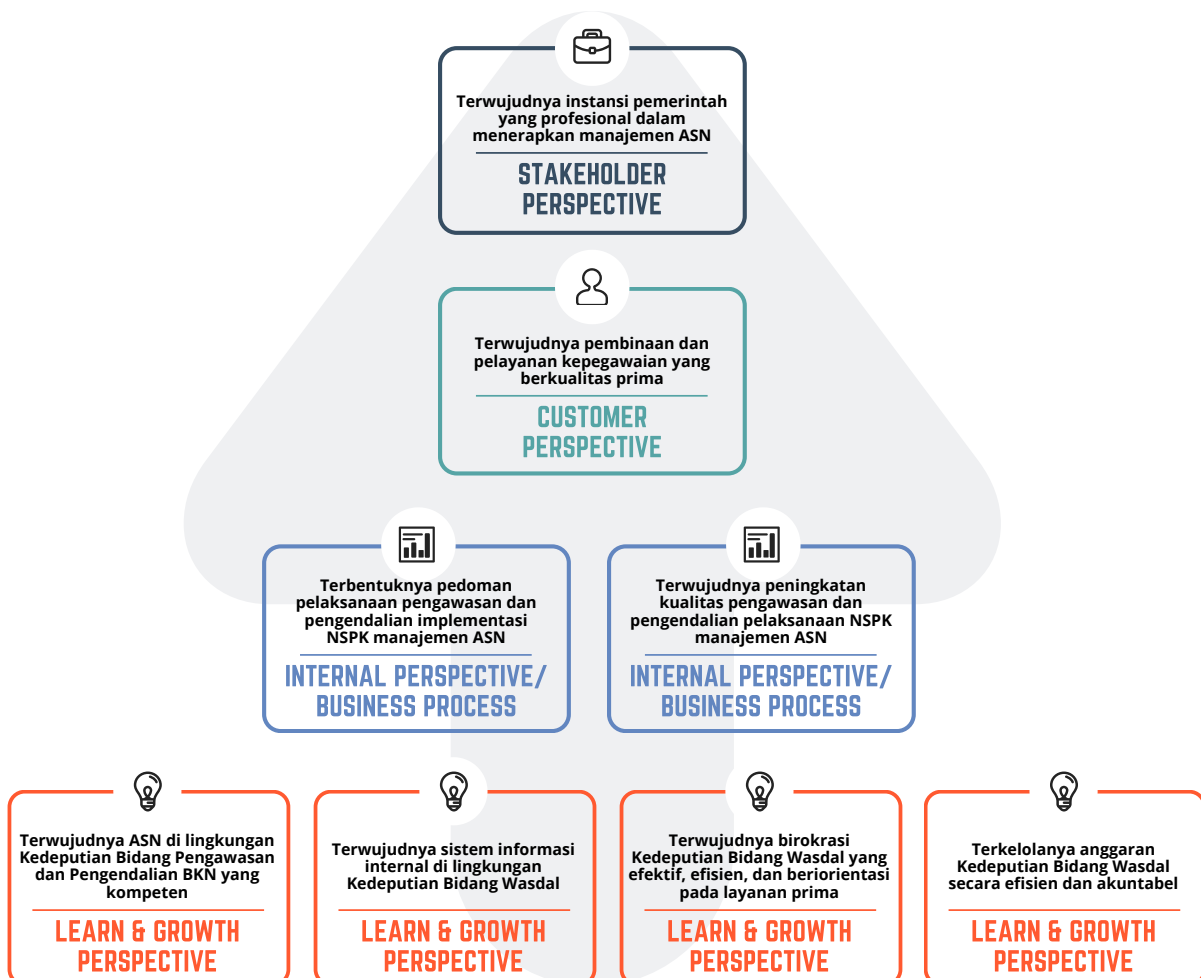 Terwujudnya instansi pemerintah
yang profesional dalam
menerapkan manajemen ASN
STAKEHOLDER
PERSPECTIVE
Terwujudnya pembinaan dan
pelayanan kepegawaian yang
berkualitas prima
CUSTOMER
PERSPECTIVE
Terbentuknya pedoman
pelaksanaan pengawasan dan
pengendalian implementasi
NSPK manajemen ASN
INTERNAL PERSPECTIVE/
BUSINESS PROCESS
Terwujudnya peningkatan
kualitas pengawasan dan
pengendalian pelaksanaan NSPK
manajemen ASN
INTERNAL PERSPECTIVE/
BUSINESS PROCESS
Terwujudnya ASN di lingkungan
Kedeputian Bidang Pengawasan
dan Pengendalian BKN yang
kompeten
LEARN & GROWTH
PERSPECTIVE
Terwujudnya sistem informasi
internal di lingkungan
Kedeputian Bidang Wasdal
LEARN & GROWTH
PERSPECTIVE
Terwujudnya birokrasi
Kedeputian Bidang Wasdal yang
efektif, efisien, dan beriorientasi
pada layanan prima
LEARN & GROWTH
PERSPECTIVE
Terkelolanya anggaran
Kedeputian Bidang Wasdal
secara efisien dan akuntabel
LEARN & GROWTH
PERSPECTIVE